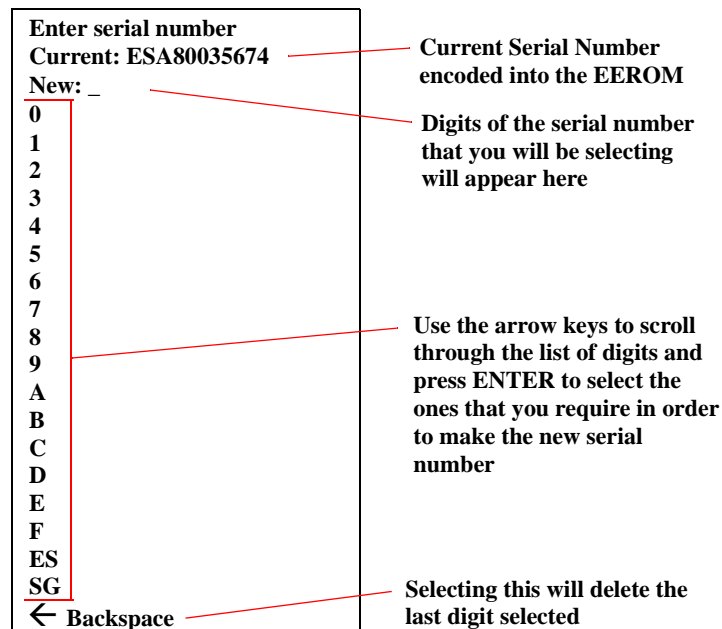 Enter serial number
Current: ESA80035674
New: _
0
1
2
3
4
5
6
7
8
9
A
B
C
D
E
F
ES
SG
← Backspace
Current Serial Number
encoded into the EEROM
Digits of the serial number
that you will be selecting
will appear here
Use the arrow keys to scroll
through the list of digits and
press ENTER to select the
ones that you require in order
to make the new serial
number
Selecting this will delete the
last digit selected